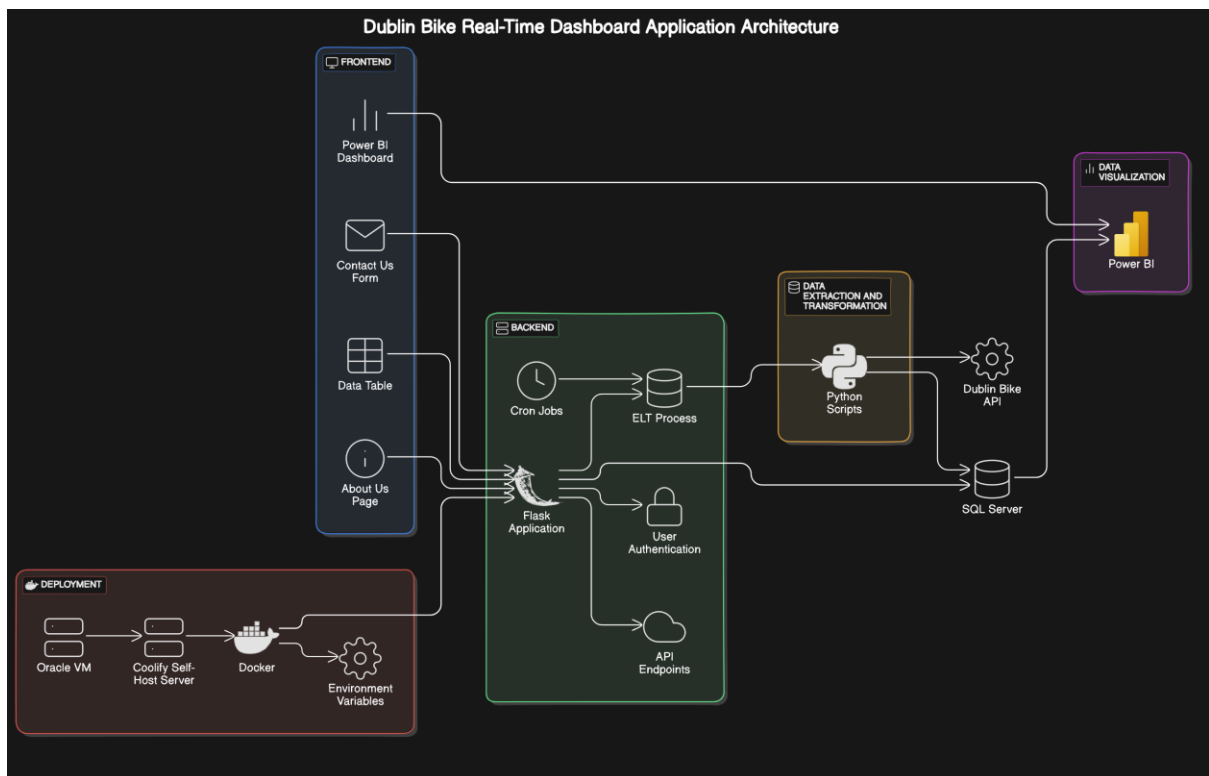 Dublin Bike Real-Time Dashboard Application Architecture
FRONTEND
Power BI
Dashboard
Contact Us
Form
Data Table
About Us
Page
DEPLOYMENT
Oracle VM
Coolify Self-
Host Server
Docker
Environment
Variables
BACKEND
Cron Jobs
ELT Process
Flask
Application
User
Authentication
API
Endpoints
DATA
EXTRACTION AND
TRANSFORMATION
Python
Scripts
Dublin Bike
API
SQL Server
DATA
VISUALIZATION
Power BI